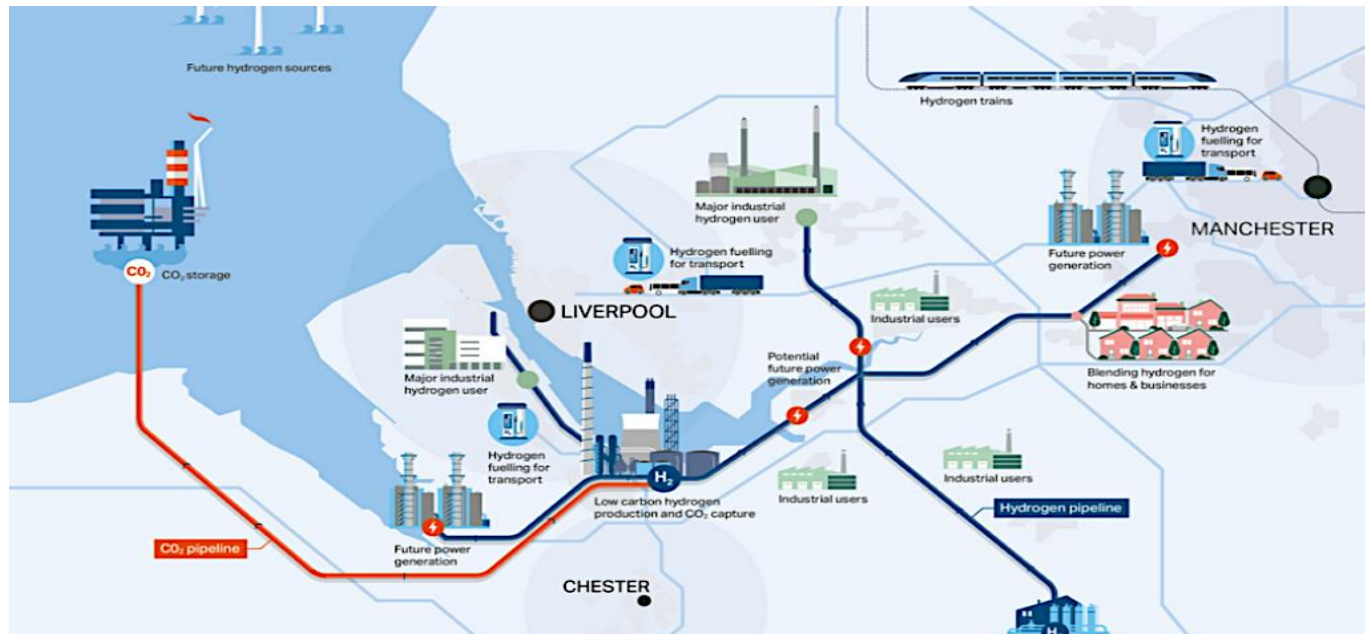 Future hydrogen sources
CO₂
CO₂ storage
Hydrogen trains
Hydrogen
fuelling for
transport
MANCHESTER
Major industrial
hydrogen user
Future power
generation
Hydrogen fuelling
for transport
LIVERPOOL
Industrial users
Major industrial
hydrogen user
Potential
future power
generation
Blending hydrogen for
homes & businesses
Hydrogen
fuelling for
transport
H₂
Industrial users
Industrial users
Low carbon hydrogen
production and CO₂ capture
Hydrogen pipeline
CO₂ pipeline
Future power
generation
CHESTER